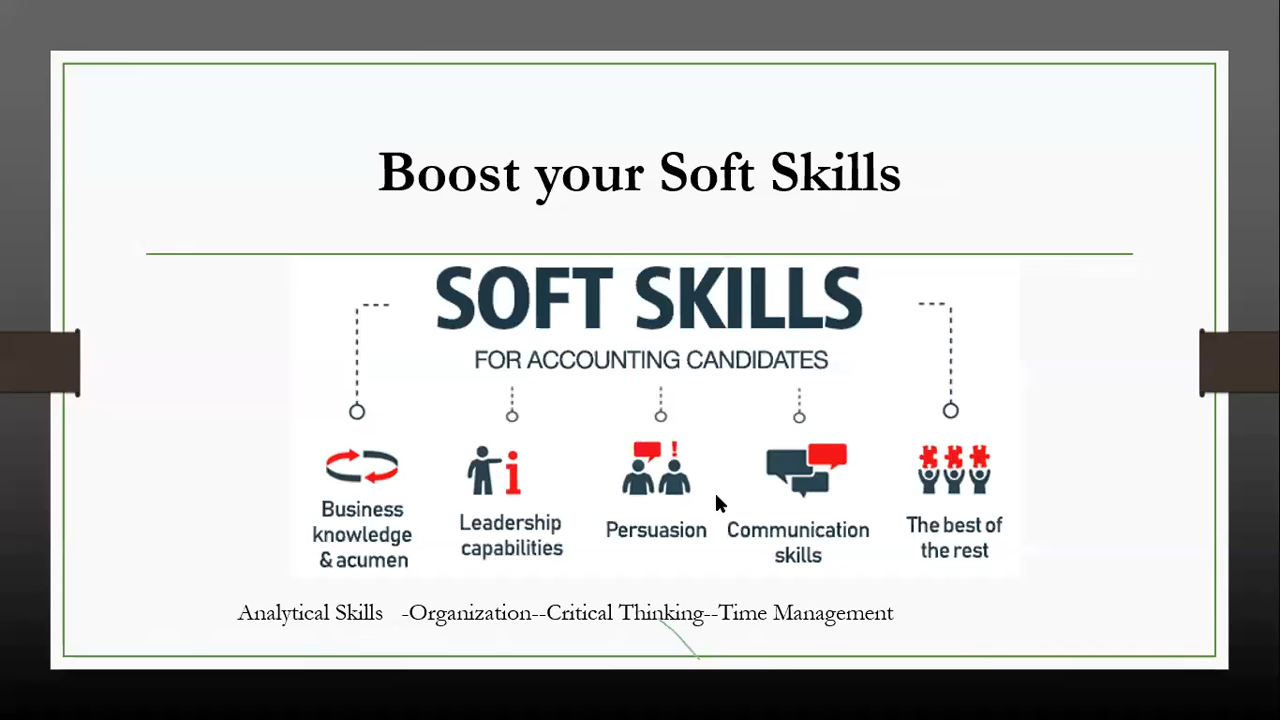 Boost your Soft Skills
SOFT SKILLS
FOR ACCOUNTING CANDIDATES
Business
knowledge
& acumen
Leadership
capabilities
Persuasion
Communication
skills
The best of
the rest
Analytical Skills -Organization--Critical Thinking--Time Management